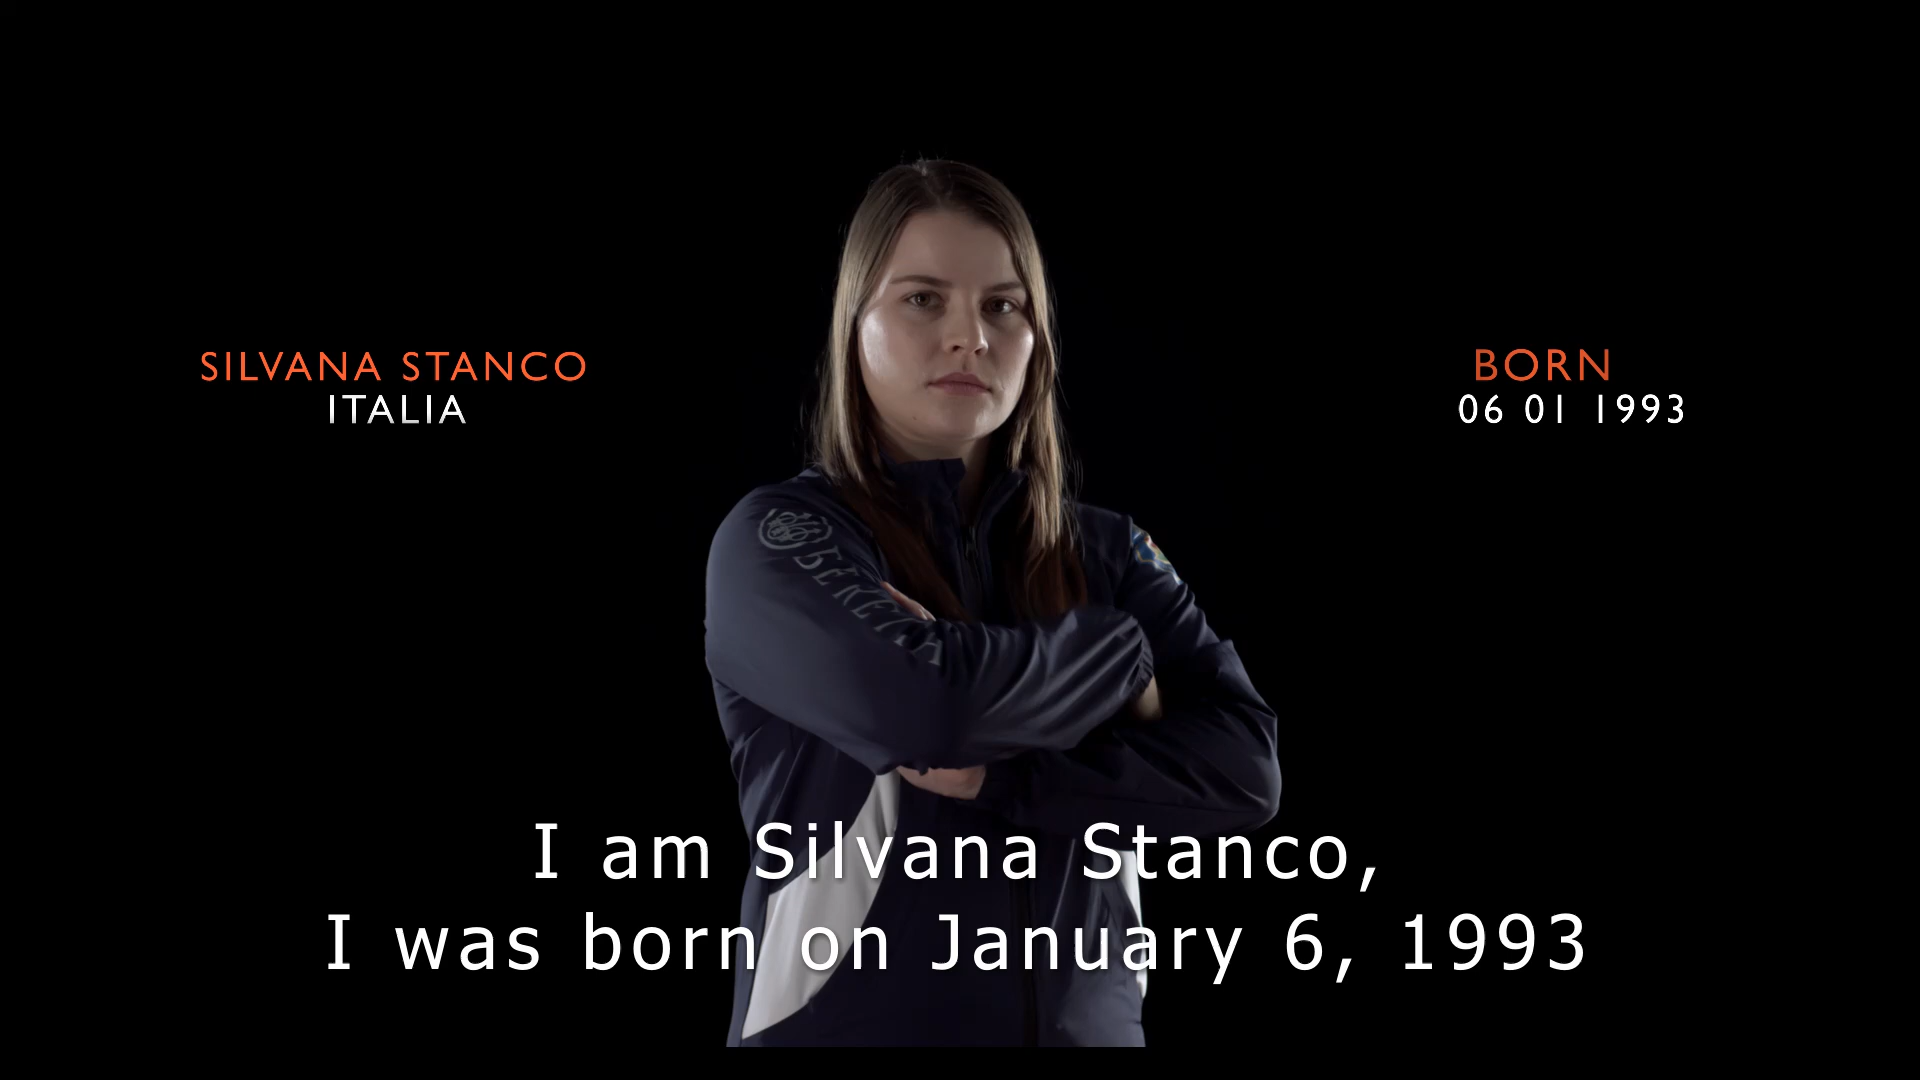 SILVANA STANCO
ITALIA
BORN
06 01 1993
BERETTA
I am Silvana Stanco,
I was born on January 6, 1993